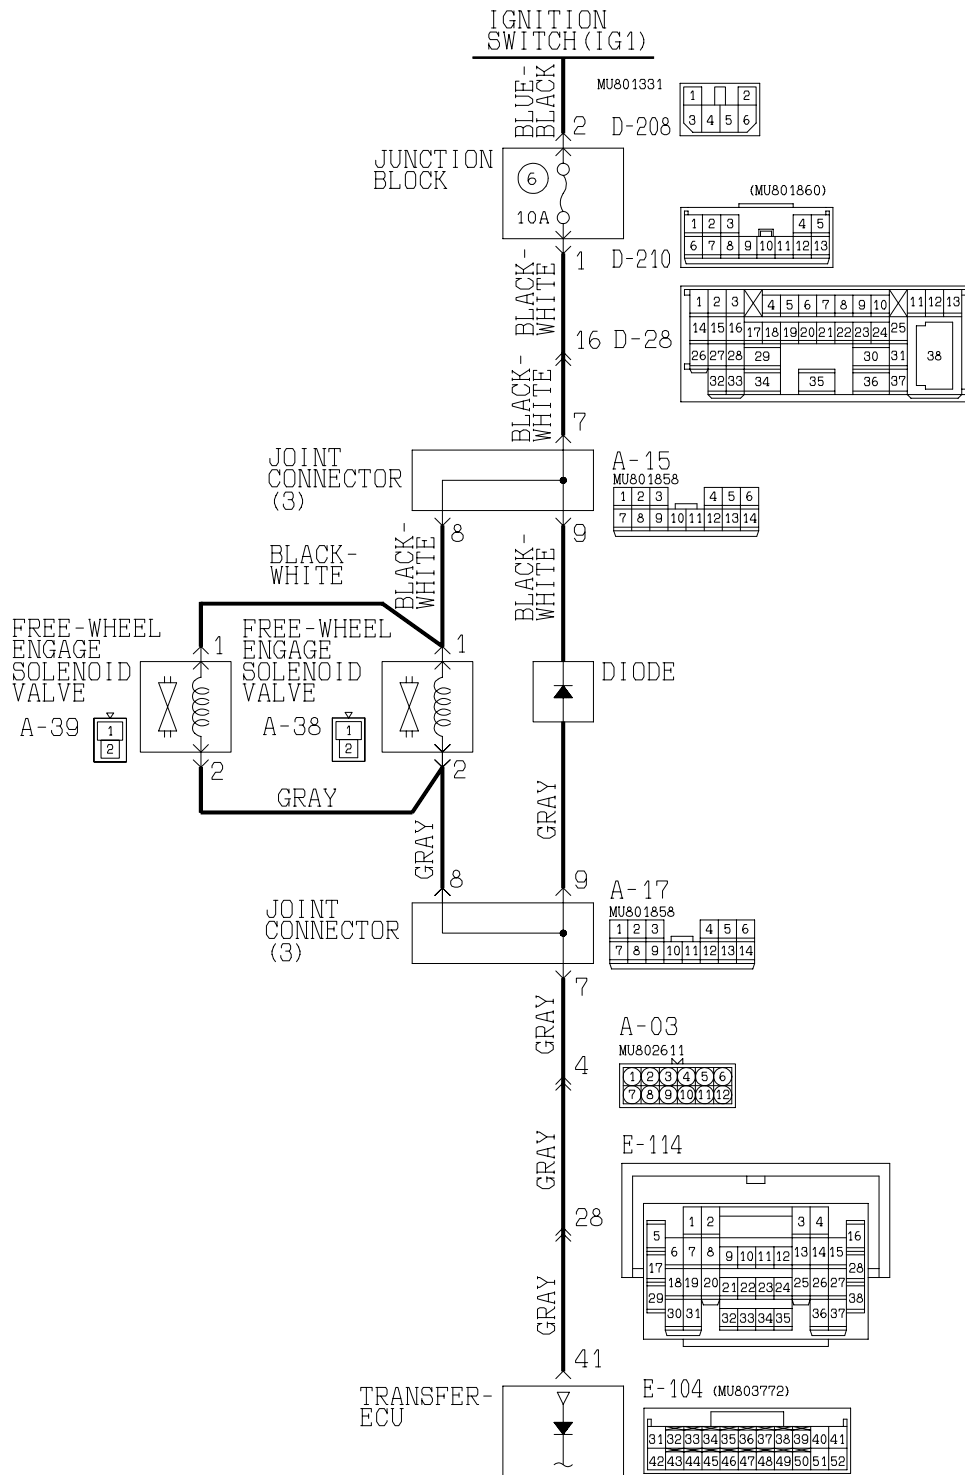 IGNITION
SWITCH(IG1)
BLUE-
BLACK
MU801331
2 D-208
1 2
3 4 5 6
JUNCTION
BLOCK
6
10A
(MU801860)
1 2 3 4 5
6 7 8 9 10 11 12 13
1 D-210
BLACK-
WHITE
16 D-28
1 2 3 4 5 6 7 8 9 10 11 12 13
14 15 16 17 18 19 20 21 22 23 24 25
26 27 28 29 30 31 38
32 33 34 35 36 37
BLACK-
WHITE
7
JOINT
CONNECTOR
(3)
A-15
MU801858
1 2 3 4 5 6
7 8 9 10 11 12 13 14
8 9
BLACK-
WHITE
BLACK-
WHITE
BLACK-
WHITE
FREE-WHEEL
ENGAGE
SOLENOID
VALVE
1
A-39
1
2
2
FREE-WHEEL
ENGAGE
SOLENOID
VALVE
1
A-38
1
2
2
DIODE
GRAY
GRAY
GRAY
8 9
JOINT
CONNECTOR
(3)
A-17
MU801858
1 2 3 4 5 6
7 8 9 10 11 12 13 14
7
GRAY
4
A-03
MU802611
1 2 3 4 5 6
7 8 9 10 11 12
GRAY
28
E-114
1 2 3 4
5 16
6 7 8 9 10 11 12 13 14 15
17 28
18 19 20 21 22 23 24 25 26 27
29 38
30 31 32 33 34 35 36 37
GRAY
41
TRANSFER-
ECU
E-104 (MU803772)
31 32 33 34 35 36 37 38 39 40 41
42 43 44 45 46 47 48 49 50 51 52